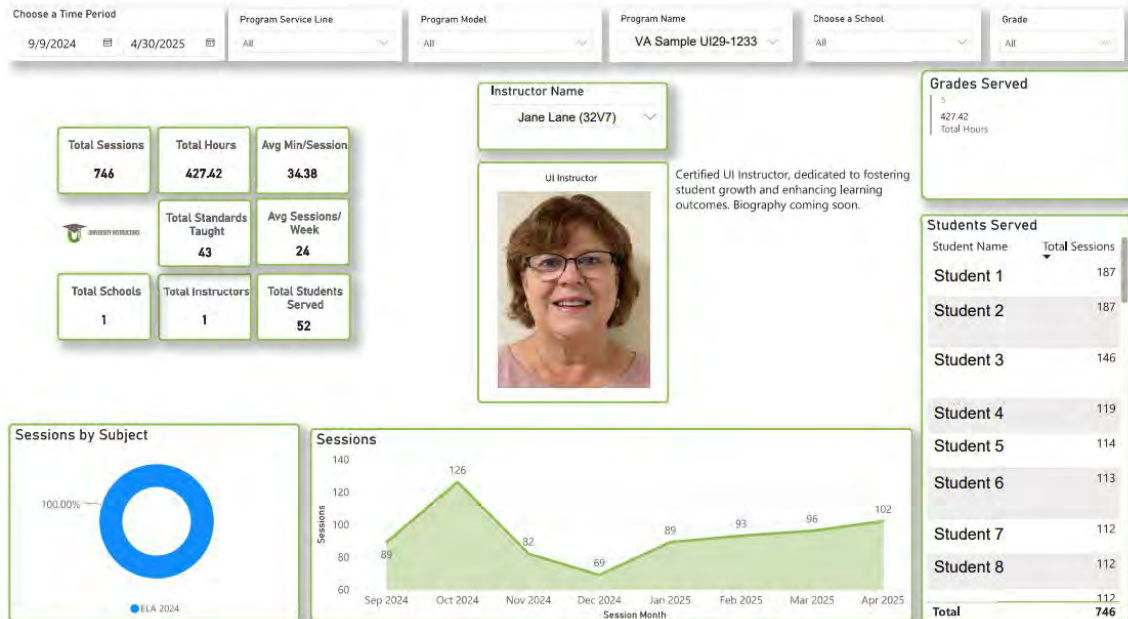 Choose a Time Period
9/9/2024 4/30/2025
Program Service Line
All
Program Model
All
Program Name
VA Sample UI29-1233
Choose a School
All
Grade
All
Total Sessions
746
Total Hours
427.42
Avg Min/Session
34.38
UNIVERSITY INSTRUCTORS
Total Standards
Taught
43
Avg Sessions/
Week
24
Total Schools
1
Total Instructors
1
Total Students
Served
52
Instructor Name
Jane Lane (32V7)
UI Instructor
Certified UI Instructor, dedicated to fostering
student growth and enhancing learning
outcomes. Biography coming soon.
Grades Served
5
427.42
Total Hours
Students Served
Student Name Total Sessions
Student 1 187
Student 2 187
Student 3 146
Student 4 119
Student 5 114
Student 6 113
Student 7 112
Student 8 112
112
Total 746
Sessions by Subject
100.00%
ELA 2024
Sessions
Sessions
140
120
100
80
60
89
126
82
69
89
93
96
102
Sep 2024 Oct 2024 Nov 2024 Dec 2024 Jan 2025 Feb 2025 Mar 2025 Apr 2025
Session Month